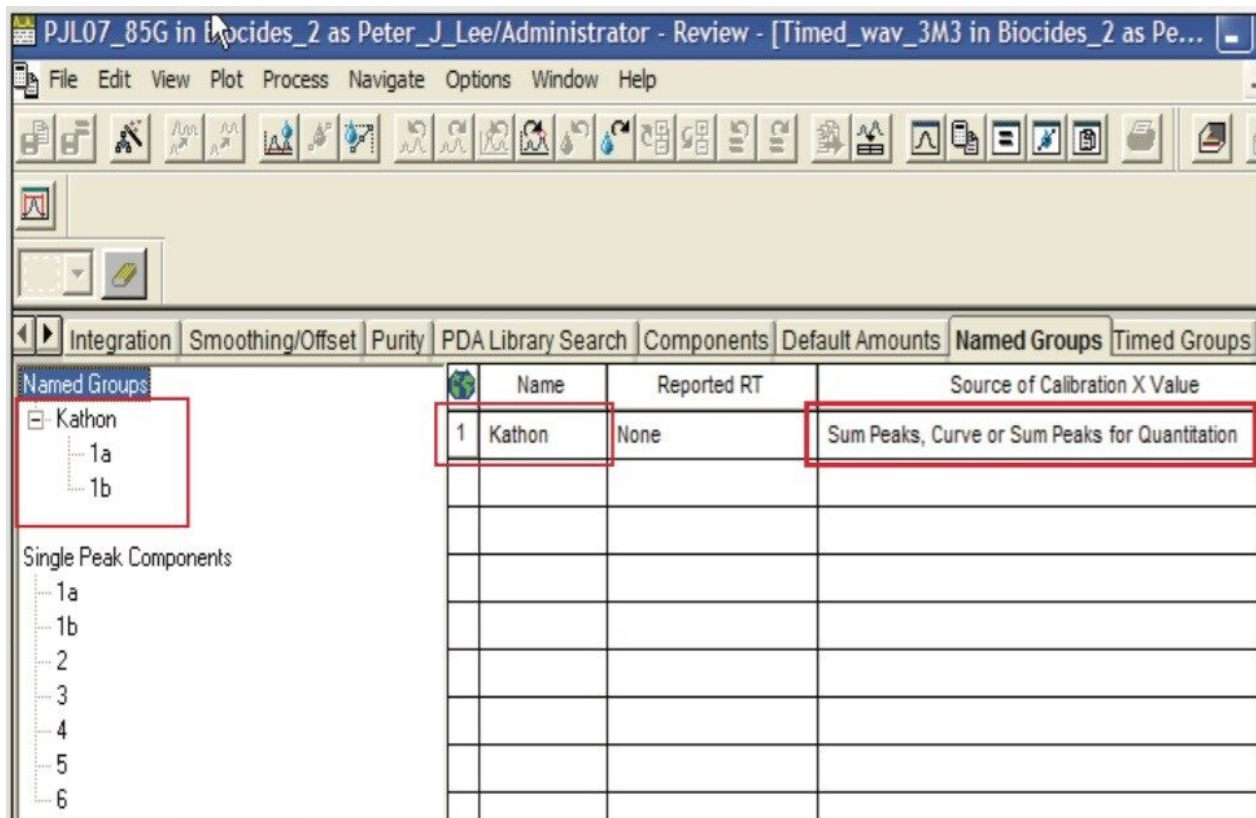 PJL07_85G in Biocides_2 as Peter_J_Lee/Administrator - Review - [Timed_wav_3M3 in Biocides_2 as Pe...
File Edit View Plot Process Navigate Options Window Help
Integration Smoothing/Offset Purity PDA Library Search Components Default Amounts Named Groups Timed Groups
Named Groups
Kathon
1a
1b
Single Peak Components
1a
1b
2
3
4
5
6
Name Reported RT Source of Calibration X Value
1 Kathon None Sum Peaks, Curve or Sum Peaks for Quantitation